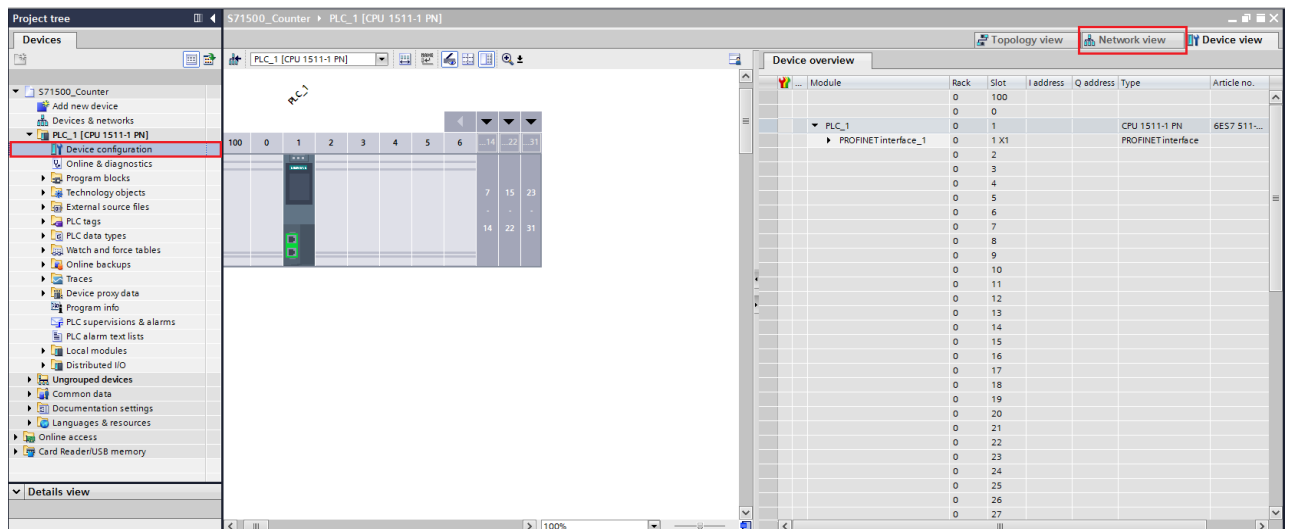 Project tree
S71500_Counter ▸ PLC_1 [CPU 1511-1 PN]
Devices
Topology view
Network view
Device view
PLC_1 [CPU 1511-1 PN]
Device overview
S71500_Counter
Add new device
Devices & networks
PLC_1 [CPU 1511-1 PN]
Device configuration
Online & diagnostics
Program blocks
Technology objects
External source files
PLC tags
PLC data types
Watch and force tables
Online backups
Traces
Device proxy data
Program info
PLC supervisions & alarms
PLC alarm text lists
Local modules
Distributed I/O
Ungrouped devices
Common data
Documentation settings
Languages & resources
Online access
Card Reader/USB memory
Details view
PLC_1
100 0 1 2 3 4 5 6 ...14 ...22 ...31
SIEMENS
7 15 23
- - -
14 22 31
100%
... Module Rack Slot I address Q address Type Article no.
0 100
0 0
PLC_1 0 1 CPU 1511-1 PN 6ES7 511-...
PROFINET interface_1 0 1 X1 PROFINET interface
0 2
0 3
0 4
0 5
0 6
0 7
0 8
0 9
0 10
0 11
0 12
0 13
0 14
0 15
0 16
0 17
0 18
0 19
0 20
0 21
0 22
0 23
0 24
0 25
0 26
0 27